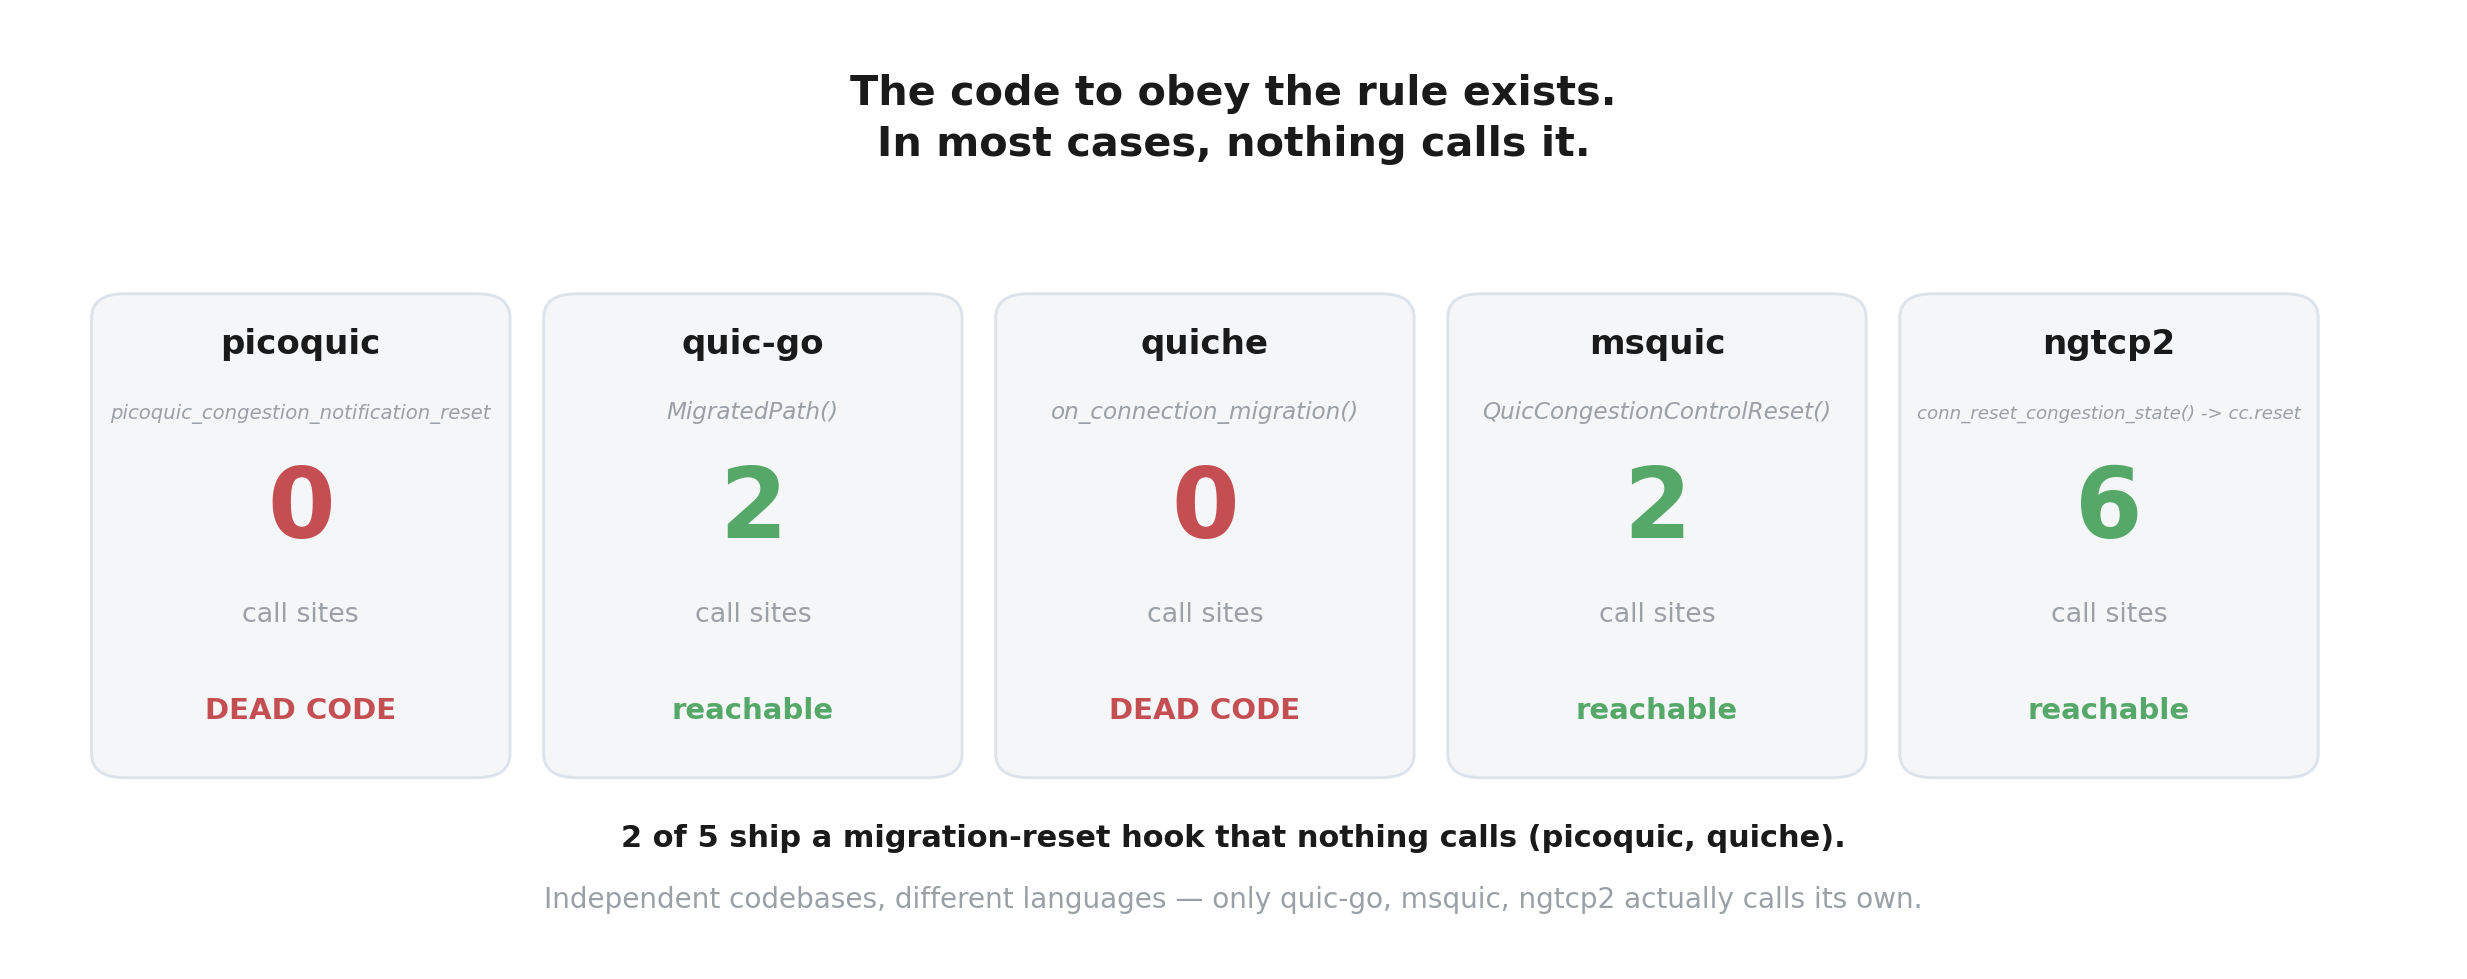 The code to obey the rule exists.
In most cases, nothing calls it.
picoquic
picoquic_congestion_notification_reset
0
call sites
DEAD CODE
quic-go
MigratedPath()
2
call sites
reachable
quiche
on_connection_migration()
0
call sites
DEAD CODE
msquic
QuicCongestionControlReset()
2
call sites
reachable
ngtcp2
conn_reset_congestion_state() -> cc.reset
6
call sites
reachable
2 of 5 ship a migration-reset hook that nothing calls (picoquic, quiche).
Independent codebases, different languages — only quic-go, msquic, ngtcp2 actually calls its own.